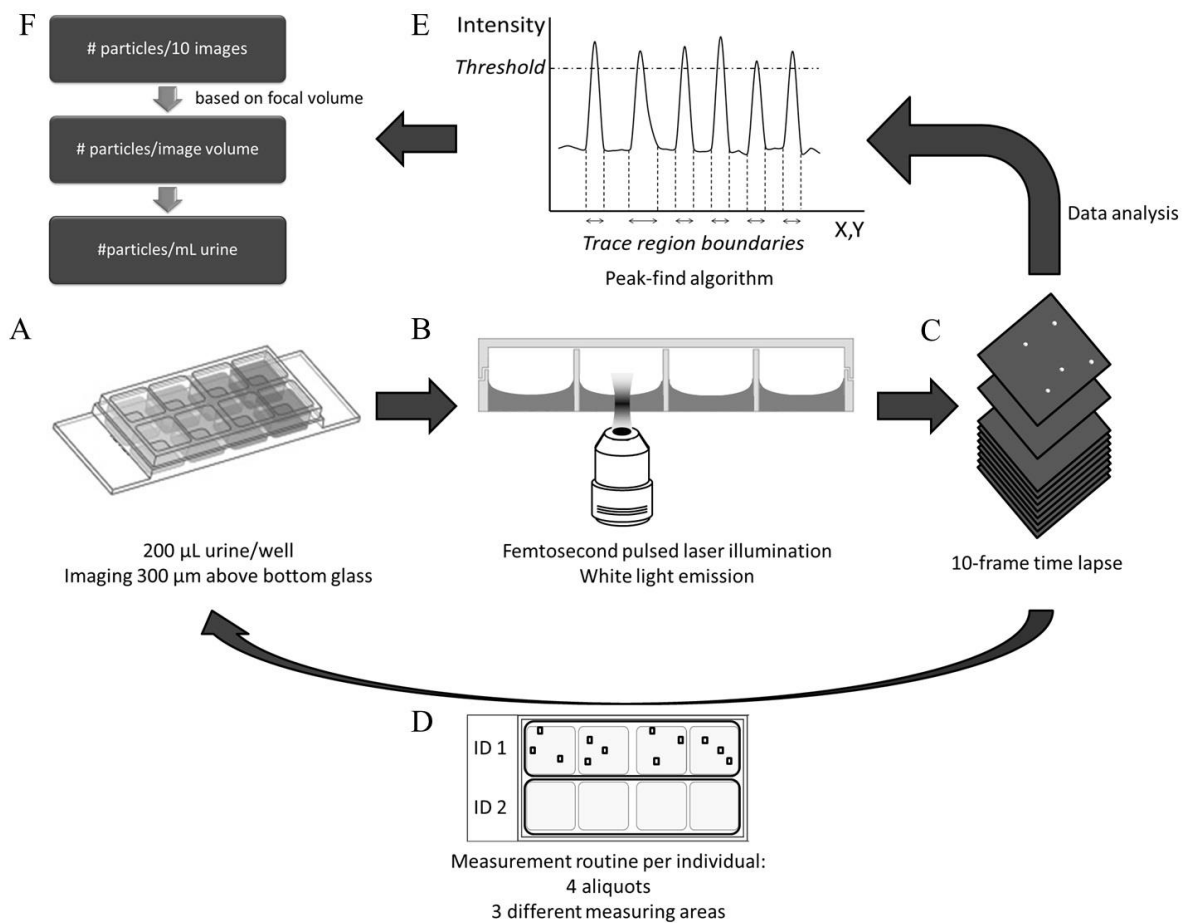 F
# particles/10 images
based on focal volume
# particles/image volume
#particles/mL urine
E
Intensity
Threshold
X,Y
Trace region boundaries
Peak-find algorithm
Data analysis
A
200 µL urine/well
Imaging 300 µm above bottom glass
B
Femtosecond pulsed laser illumination
White light emission
C
10-frame time lapse
D
ID 1
ID 2
Measurement routine per individual:
4 aliquots
3 different measuring areas